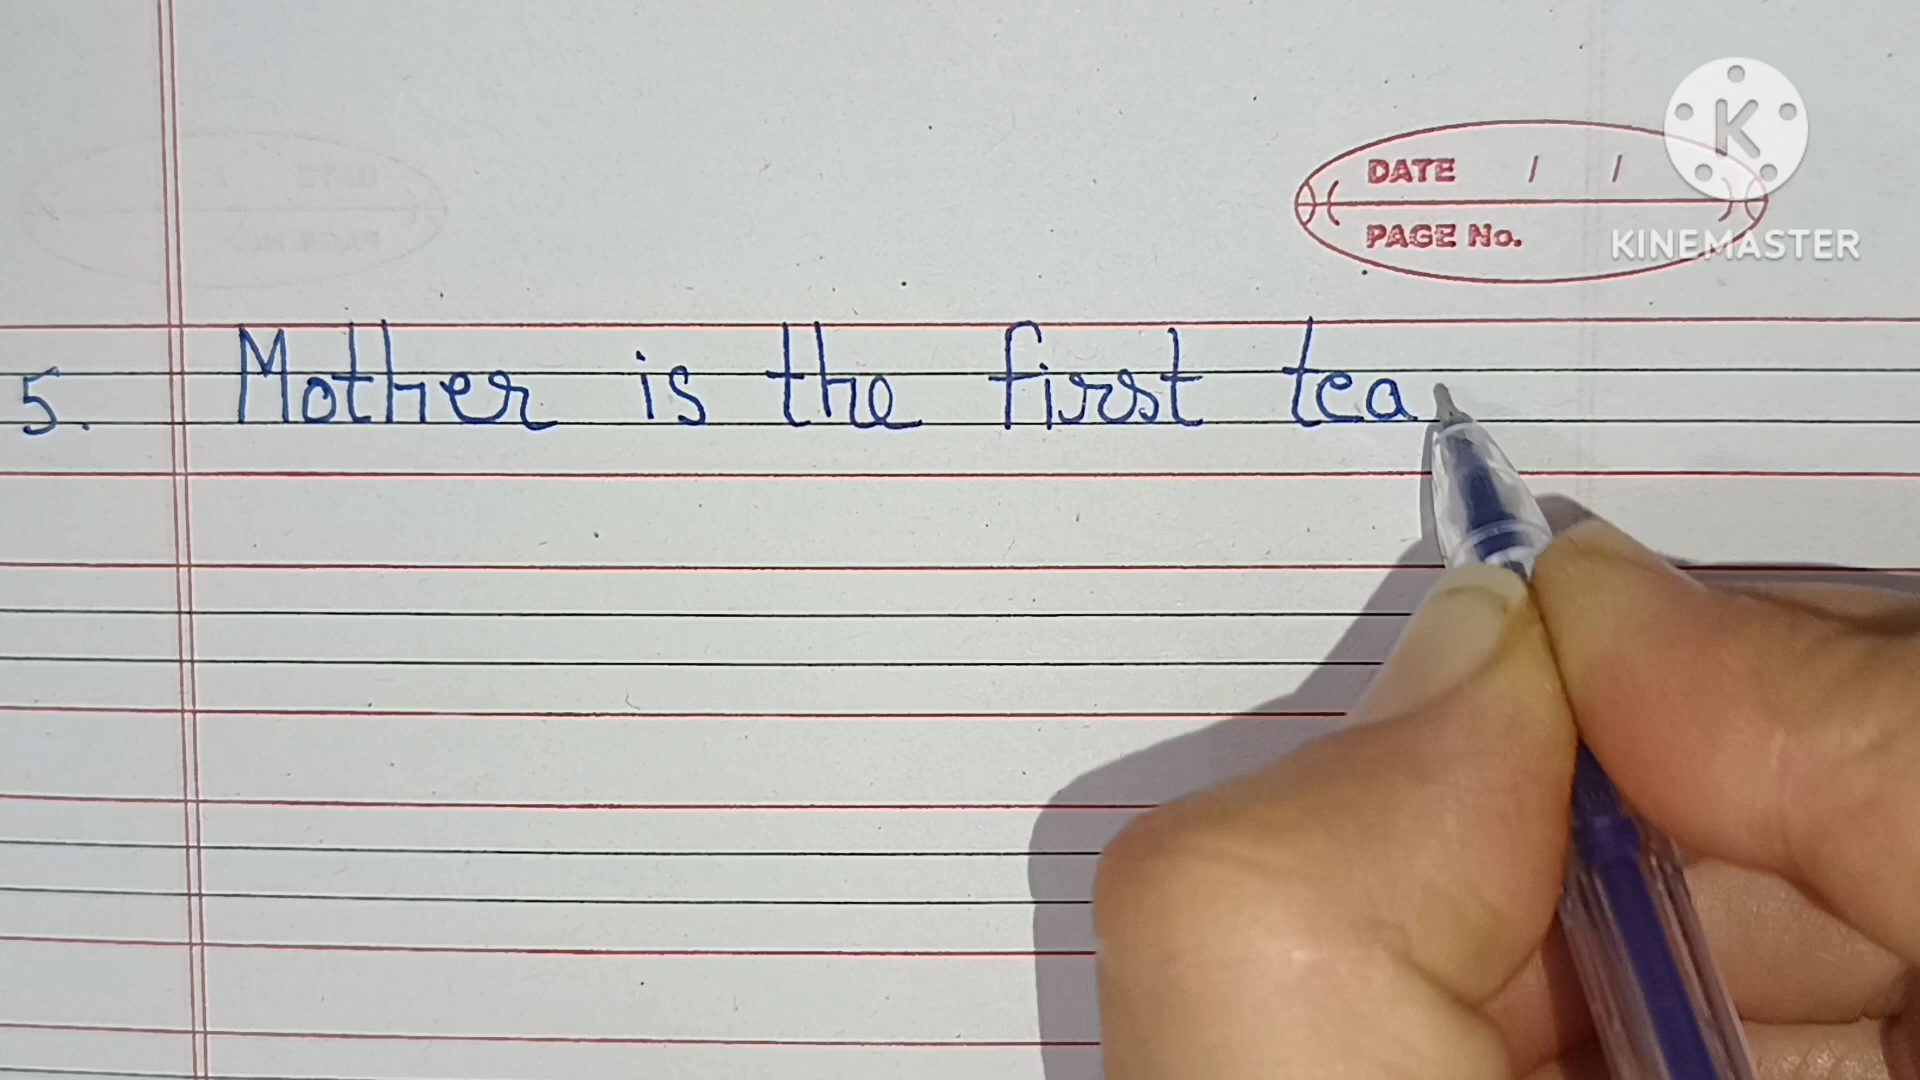 DATE / /
PAGE No.
KINEMASTER
5. Mother is the first tea